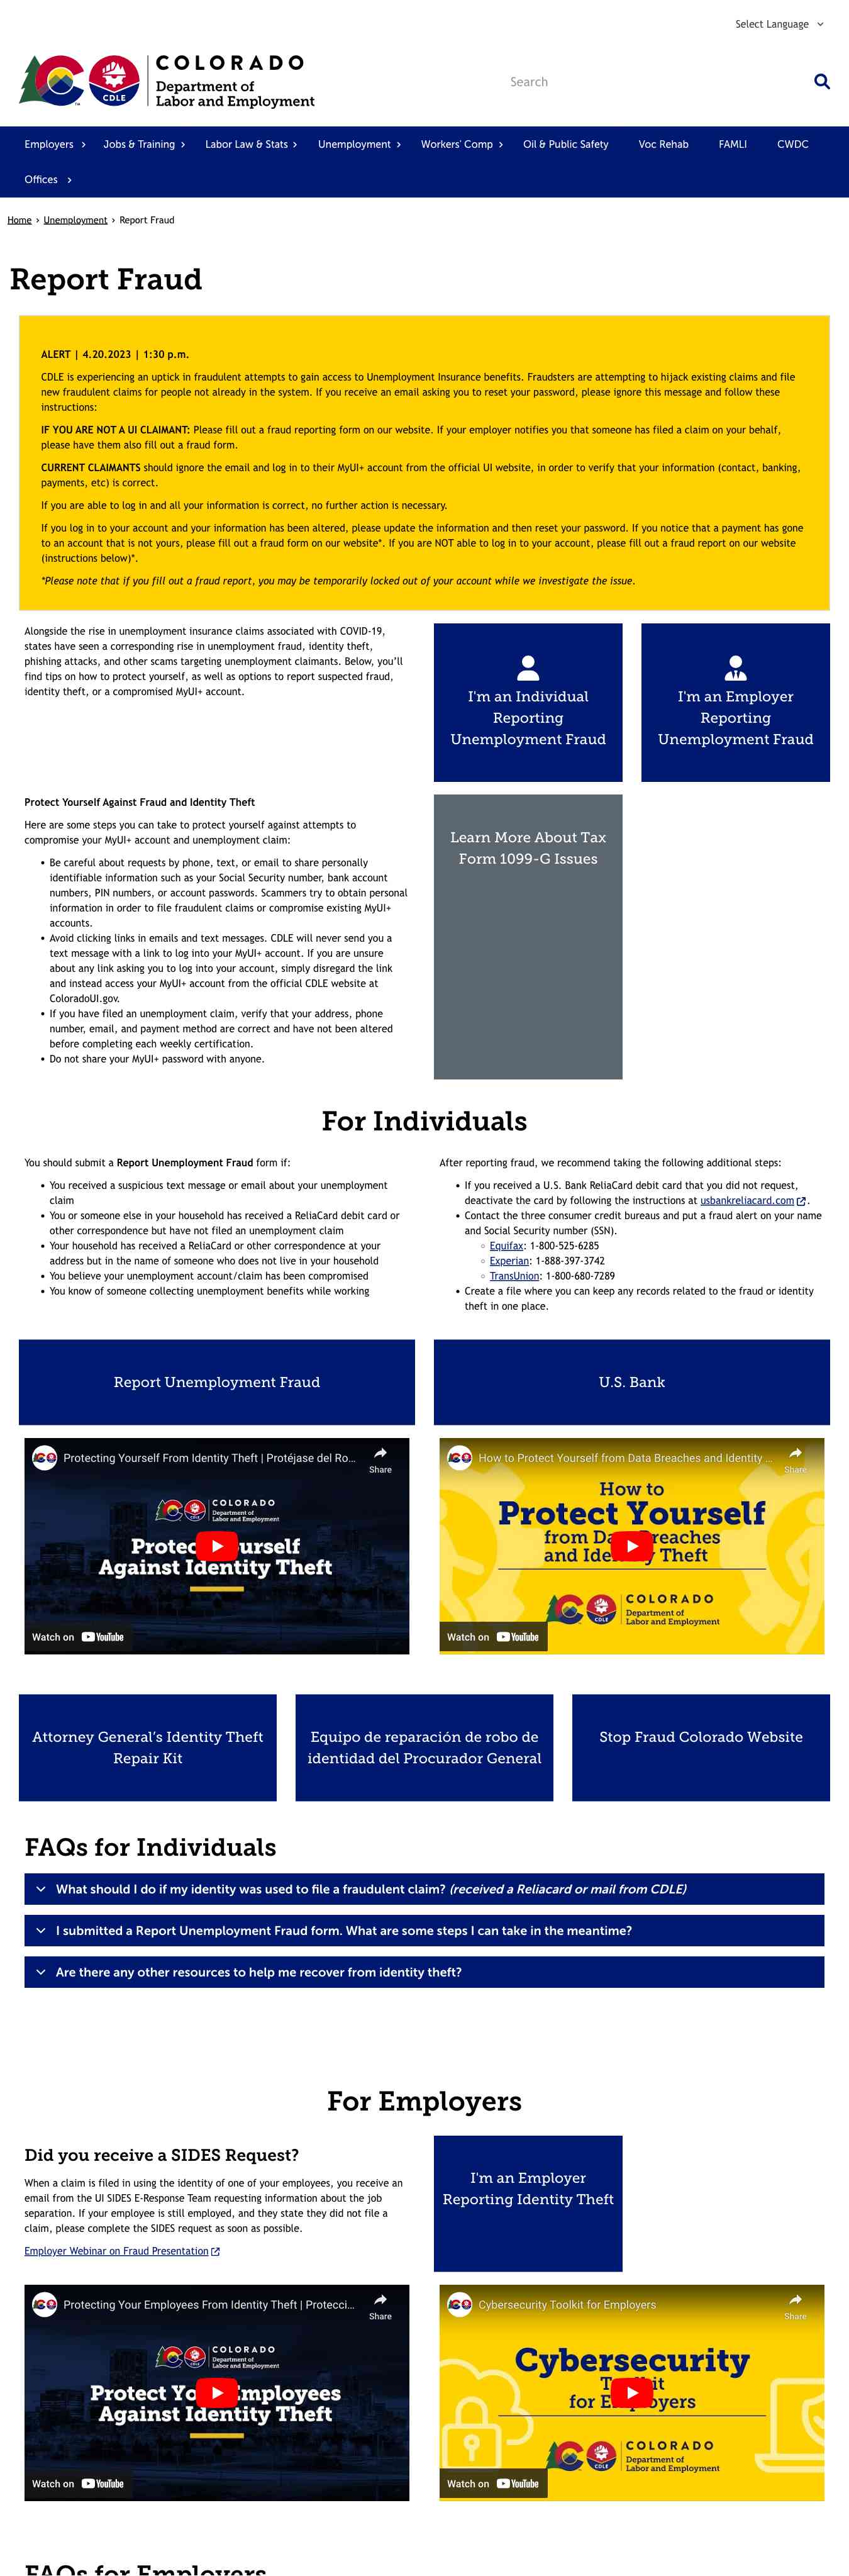 Select Language
COLORADO
Department of
Labor and Employment
CDLE
Search
Employers
Jobs & Training
Labor Law & Stats
Unemployment
Workers' Comp
Oil & Public Safety
Voc Rehab
FAMLI
CWDC
Offices
Home › Unemployment › Report Fraud
Report Fraud
ALERT | 4.20.2023 | 1:30 p.m.
CDLE is experiencing an uptick in fraudulent attempts to gain access to Unemployment Insurance benefits. Fraudsters are attempting to hijack existing claims and file
new fraudulent claims for people not already in the system. If you receive an email asking you to reset your password, please ignore this message and follow these
instructions:
IF YOU ARE NOT A UI CLAIMANT: Please fill out a fraud reporting form on our website. If your employer notifies you that someone has filed a claim on your behalf,
please have them also fill out a fraud form.
CURRENT CLAIMANTS should ignore the email and log in to their MyUI+ account from the official UI website, in order to verify that your information (contact, banking,
payments, etc) is correct.
If you are able to log in and all your information is correct, no further action is necessary.
If you log in to your account and your information has been altered, please update the information and then reset your password. If you notice that a payment has gone
to an account that is not yours, please fill out a fraud form on our website*. If you are NOT able to log in to your account, please fill out a fraud report on our website
(instructions below)*.
*Please note that if you fill out a fraud report, you may be temporarily locked out of your account while we investigate the issue.
Alongside the rise in unemployment insurance claims associated with COVID-19,
states have seen a corresponding rise in unemployment fraud, identity theft,
phishing attacks, and other scams targeting unemployment claimants. Below, you'll
find tips on how to protect yourself, as well as options to report suspected fraud,
identity theft, or a compromised MyUI+ account.
I'm an Individual
Reporting
Unemployment Fraud
I'm an Employer
Reporting
Unemployment Fraud
Protect Yourself Against Fraud and Identity Theft
Here are some steps you can take to protect yourself against attempts to
compromise your MyUI+ account and unemployment claim:
• Be careful about requests by phone, text, or email to share personally
identifiable information such as your Social Security number, bank account
numbers, PIN numbers, or account passwords. Scammers try to obtain personal
information in order to file fraudulent claims or compromise existing MyUI+
accounts.
• Avoid clicking links in emails and text messages. CDLE will never send you a
text message with a link to log into your MyUI+ account. If you are unsure
about any link asking you to log into your account, simply disregard the link
and instead access your MyUI+ account from the official CDLE website at
ColoradoUI.gov.
• If you have filed an unemployment claim, verify that your address, phone
number, email, and payment method are correct and have not been altered
before completing each weekly certification.
• Do not share your MyUI+ password with anyone.
Learn More About Tax
Form 1099-G Issues
For Individuals
You should submit a Report Unemployment Fraud form if:
• You received a suspicious text message or email about your unemployment
claim
• You or someone else in your household has received a ReliaCard debit card or
other correspondence but have not filed an unemployment claim
• Your household has received a ReliaCard or other correspondence at your
address but in the name of someone who does not live in your household
• You believe your unemployment account/claim has been compromised
• You know of someone collecting unemployment benefits while working
After reporting fraud, we recommend taking the following additional steps:
• If you received a U.S. Bank ReliaCard debit card that you did not request,
deactivate the card by following the instructions at usbankreliacard.com .
• Contact the three consumer credit bureaus and put a fraud alert on your name
and Social Security number (SSN).
○ Equifax: 1-800-525-6285
○ Experian: 1-888-397-3742
○ TransUnion: 1-800-680-7289
• Create a file where you can keep any records related to the fraud or identity
theft in one place.
Report Unemployment Fraud
U.S. Bank
Protecting Yourself From Identity Theft | Protéjase del Ro...
Share
COLORADO
Department of
Labor and Employment
Protect Yourself
Against Identity Theft
Watch on YouTube
How to Protect Yourself from Data Breaches and Identity ...
Share
How to
Protect Yourself
from Data Breaches
and Identity Theft
COLORADO
Department of
Labor and Employment
Watch on YouTube
Attorney General's Identity Theft
Repair Kit
Equipo de reparación de robo de
identidad del Procurador General
Stop Fraud Colorado Website
FAQs for Individuals
What should I do if my identity was used to file a fraudulent claim? (received a Reliacard or mail from CDLE)
I submitted a Report Unemployment Fraud form. What are some steps I can take in the meantime?
Are there any other resources to help me recover from identity theft?
For Employers
Did you receive a SIDES Request?
When a claim is filed in using the identity of one of your employees, you receive an
email from the UI SIDES E-Response Team requesting information about the job
separation. If your employee is still employed, and they state they did not file a
claim, please complete the SIDES request as soon as possible.
Employer Webinar on Fraud Presentation
I'm an Employer
Reporting Identity Theft
Protecting Your Employees From Identity Theft | Protecci...
Share
COLORADO
Department of
Labor and Employment
Protect Your Employees
Against Identity Theft
Watch on YouTube
Cybersecurity Toolkit for Employers
Share
Cybersecurity
Toolkit
for Employers
COLORADO
Department of
Labor and Employment
Watch on YouTube
FAQs for Employers